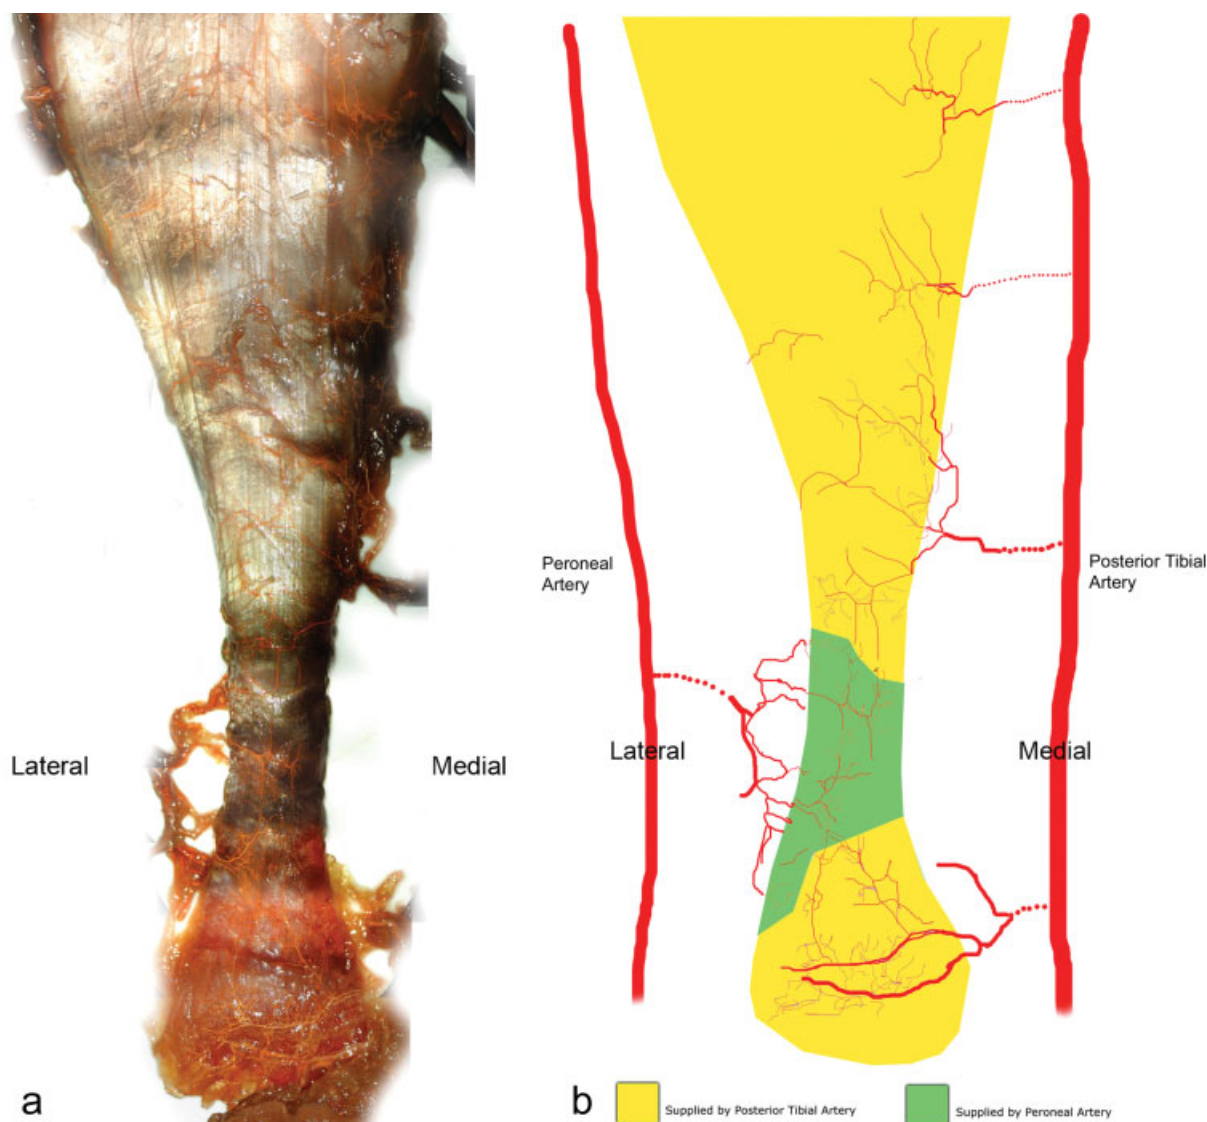 Peroneal
Artery
Posterior Tibial
Artery
Lateral
Medial
Lateral
Medial
a
b
Supplied by Posterior Tibial Artery
Supplied by Peroneal Artery